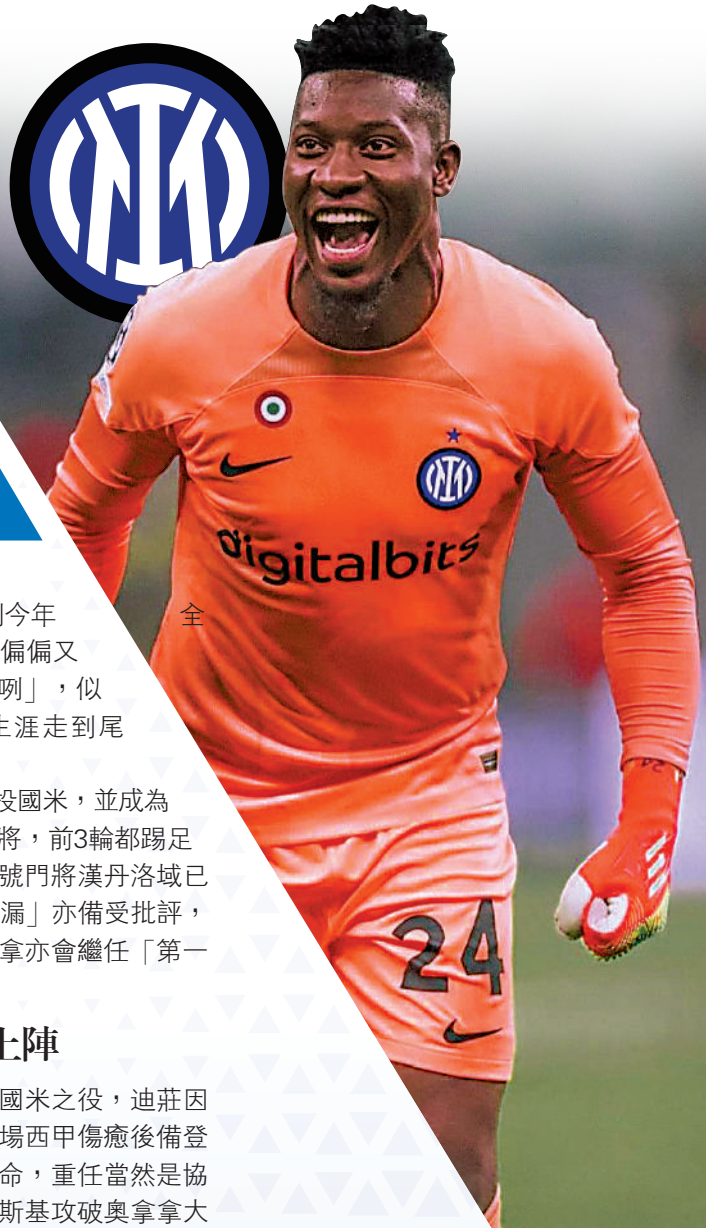 digitalbits
24
24
刂今年 全
偏偏又
咧」，似
生涯走到尾
投國米，並成為
將，前3輪都踢足
號門將漢丹洛域已
漏」亦備受批評，
拿亦會繼任「第一
上陣
國米之役，迪莊因
場西甲傷癒後備登
命，重任當然是協
斯基攻破奧拿拿大